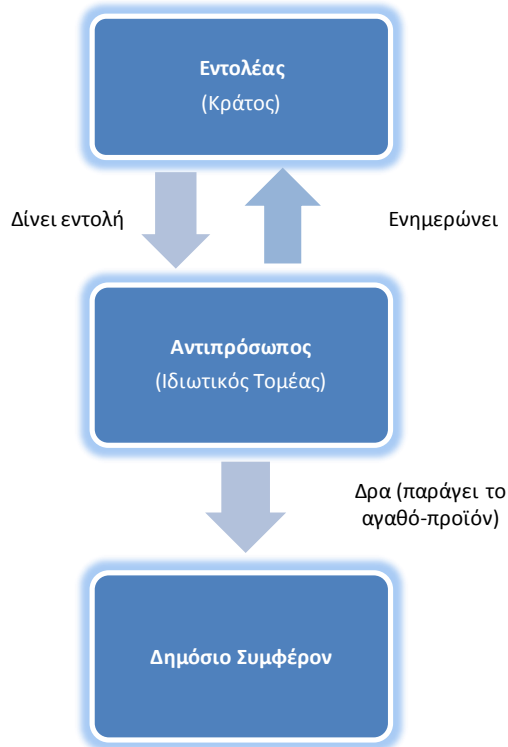 Εντολέας
(Κράτος)
Δίνει εντολή
Ενημερώνει
Αντιπρόσωπος
(Ιδιωτικός Τομέας)
Δρα (παράγει το
αγαθό-προϊόν)
Δημόσιο Συμφέρον